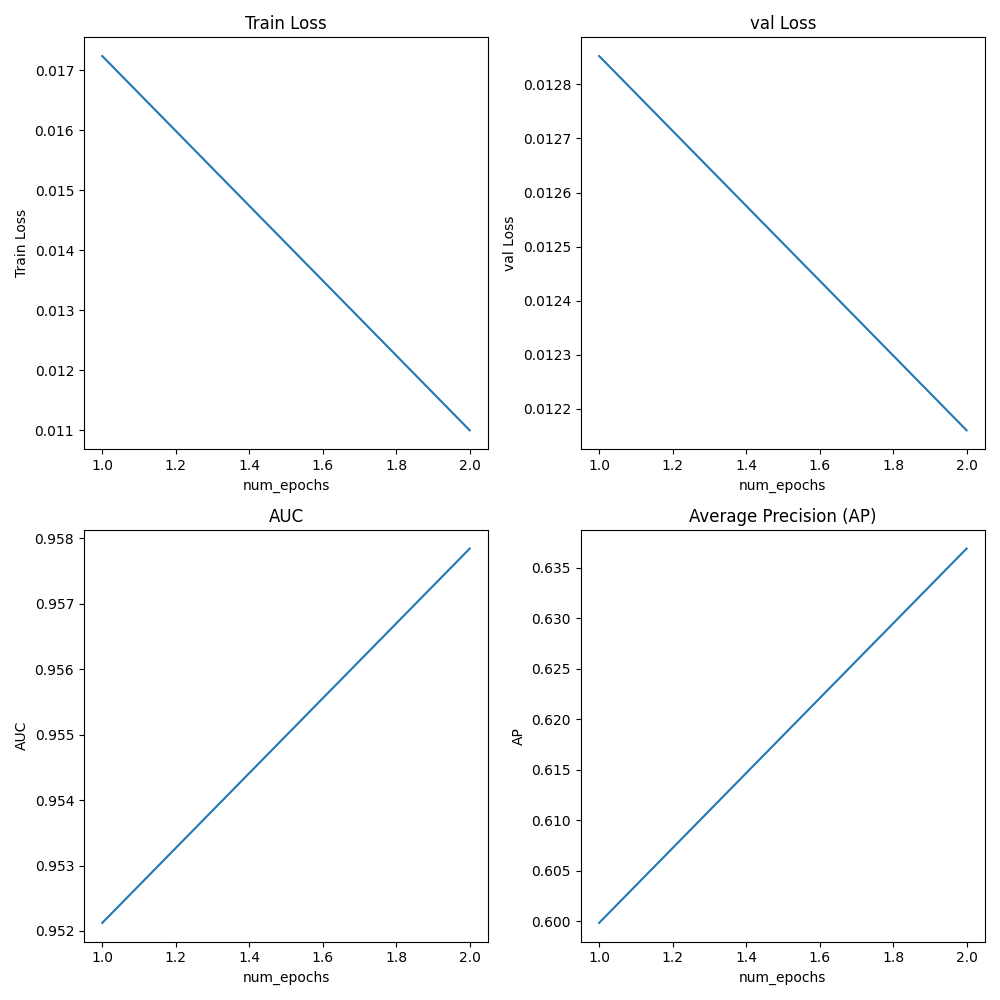 Train Loss
0.017
0.016
0.015
0.014
0.013
0.012
0.011
Train Loss
1.0 1.2 1.4 1.6 1.8 2.0
num_epochs
val Loss
0.0128
0.0127
0.0126
0.0125
0.0124
0.0123
0.0122
val Loss
1.0 1.2 1.4 1.6 1.8 2.0
num_epochs
AUC
0.958
0.957
0.956
0.955
0.954
0.953
0.952
AUC
1.0 1.2 1.4 1.6 1.8 2.0
num_epochs
Average Precision (AP)
0.635
0.630
0.625
0.620
0.615
0.610
0.605
0.600
AP
1.0 1.2 1.4 1.6 1.8 2.0
num_epochs